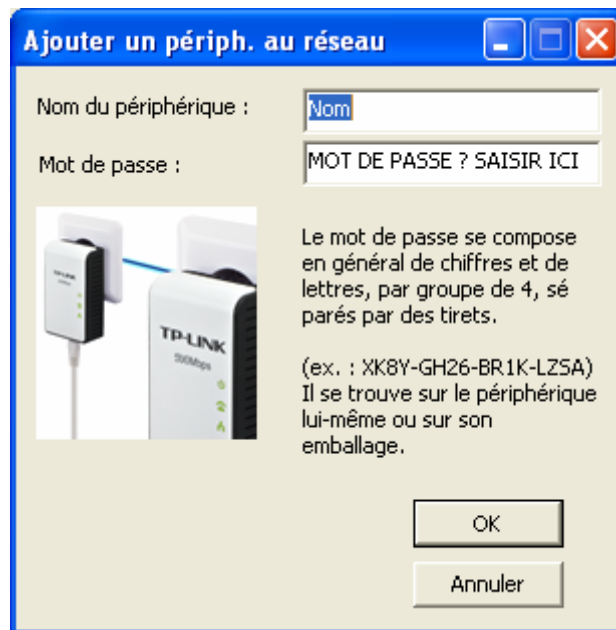 Ajouter un périph. au réseau
Nom du périphérique :
Nom
Mot de passe :
MOT DE PASSE ? SAISIR ICI
TP-LINK
500Mbps
Le mot de passe se compose
en général de chiffres et de
lettres, par groupe de 4, sé
parés par des tirets.
(ex. : XK8Y-GH26-BR1K-LZSA)
Il se trouve sur le périphérique
lui-même ou sur son
emballage.
OK
Annuler